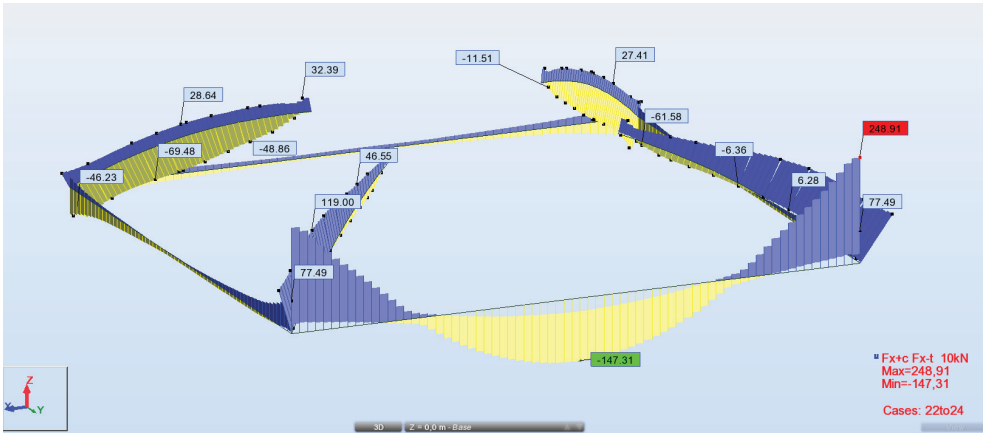 -11.51
27.41
32.39
28.64
-61.58
248.91
-69.48
-48.86
46.55
-6.36
-46.23
6.28
119.00
77.49
77.49
-147.31
Fx+c Fx-t 10kN
Max=248,91
Min=-147,31
Cases: 22to24
Z
X
Y
3D
Z = 0,0 m - Base